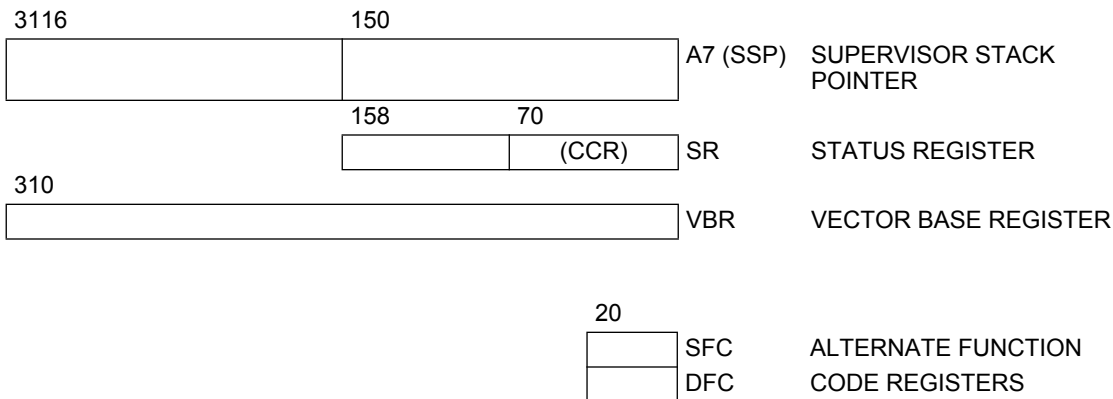 3116 150
A7 (SSP) SUPERVISOR STACK
POINTER
158 70
(CCR) SR STATUS REGISTER
310
VBR VECTOR BASE REGISTER
20
SFC ALTERNATE FUNCTION
DFC CODE REGISTERS